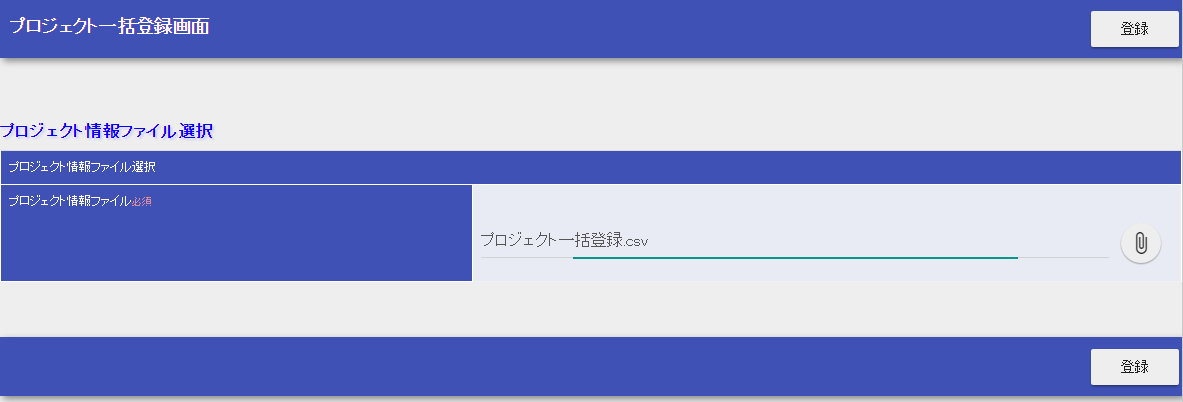 プロジェクト一括登録画面
登録
プロジェクト情報ファイル選択
プロジェクト情報ファイル選択
プロジェクト情報ファイル必須
プロジェクト一括登録.csv
登録